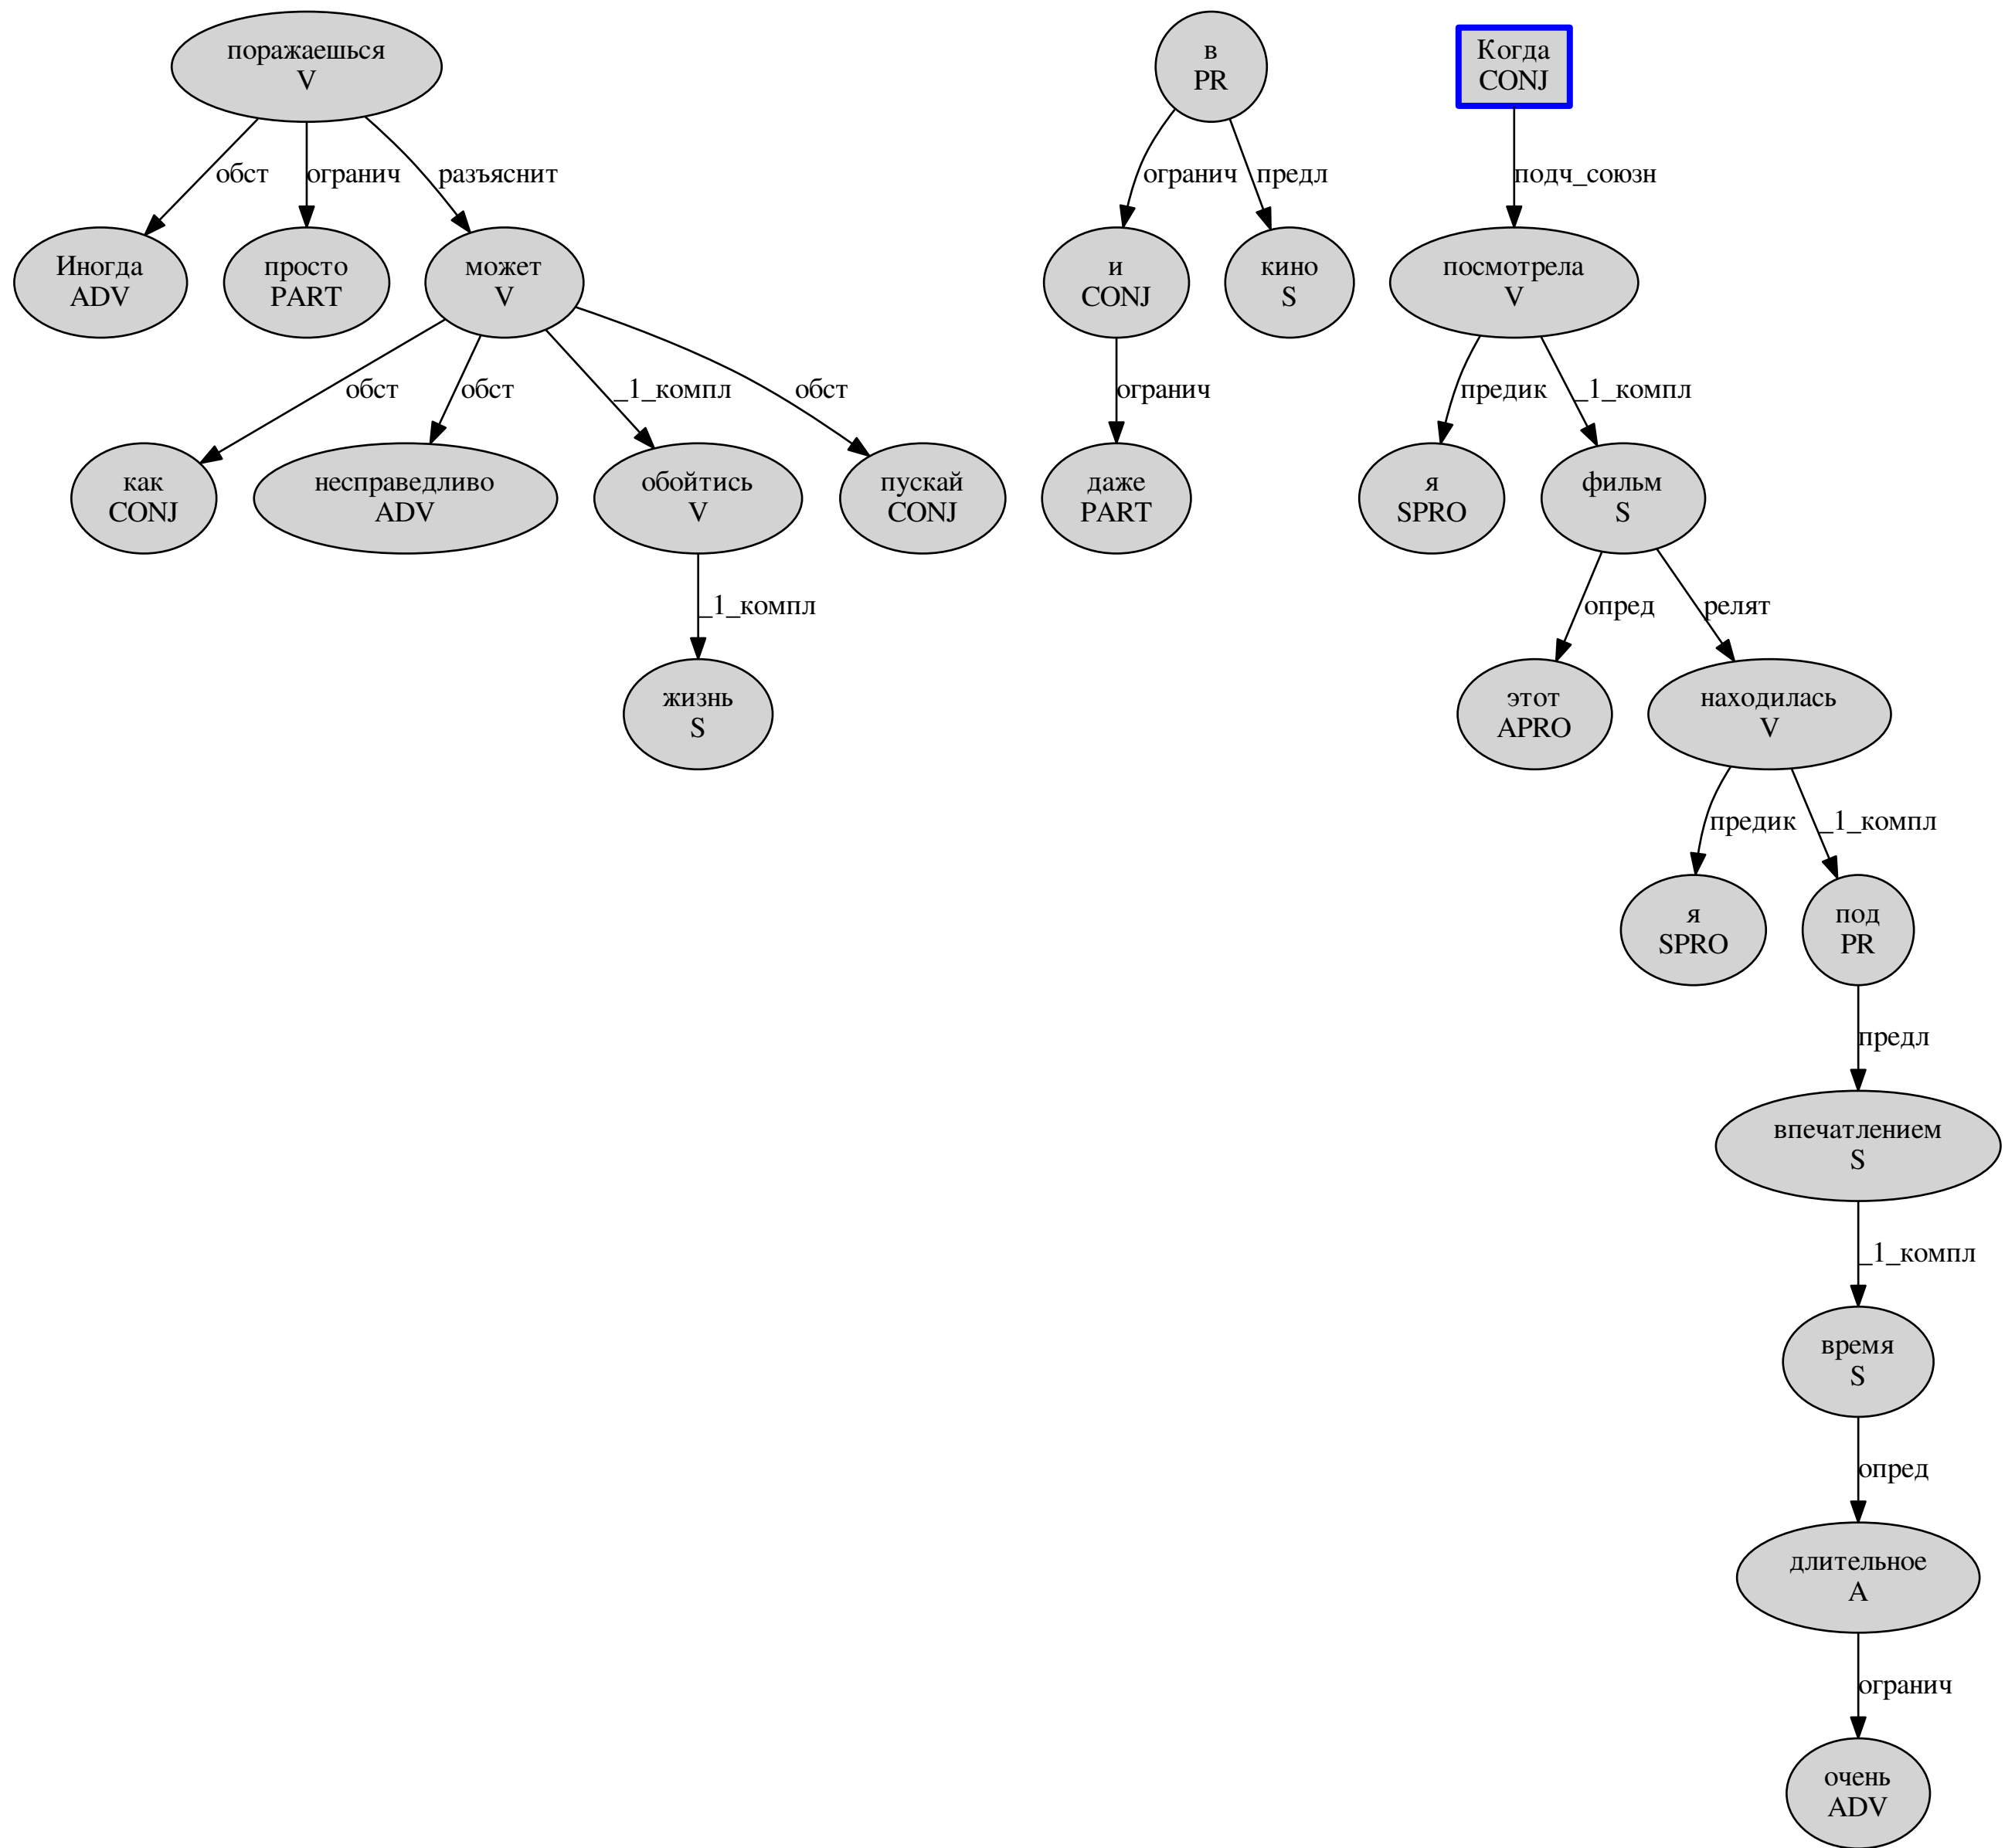 поражаешься
V
в
PR
Когда
CONJ
обст
огранич
разъяснит
огранич
предл
подч_союзн
Иногда
ADV
просто
PART
может
V
и
CONJ
кино
S
посмотрела
V
обст
обст
_1_компл
обст
огранич
предик
_1_компл
как
CONJ
несправедливо
ADV
обойтись
V
пускай
CONJ
даже
PART
я
SPRO
фильм
S
_1_компл
опред
релят
жизнь
S
этот
APRO
находилась
V
предик
_1_компл
я
SPRO
под
PR
предл
впечатлением
S
_1_компл
время
S
опред
длительное
A
огранич
очень
ADV